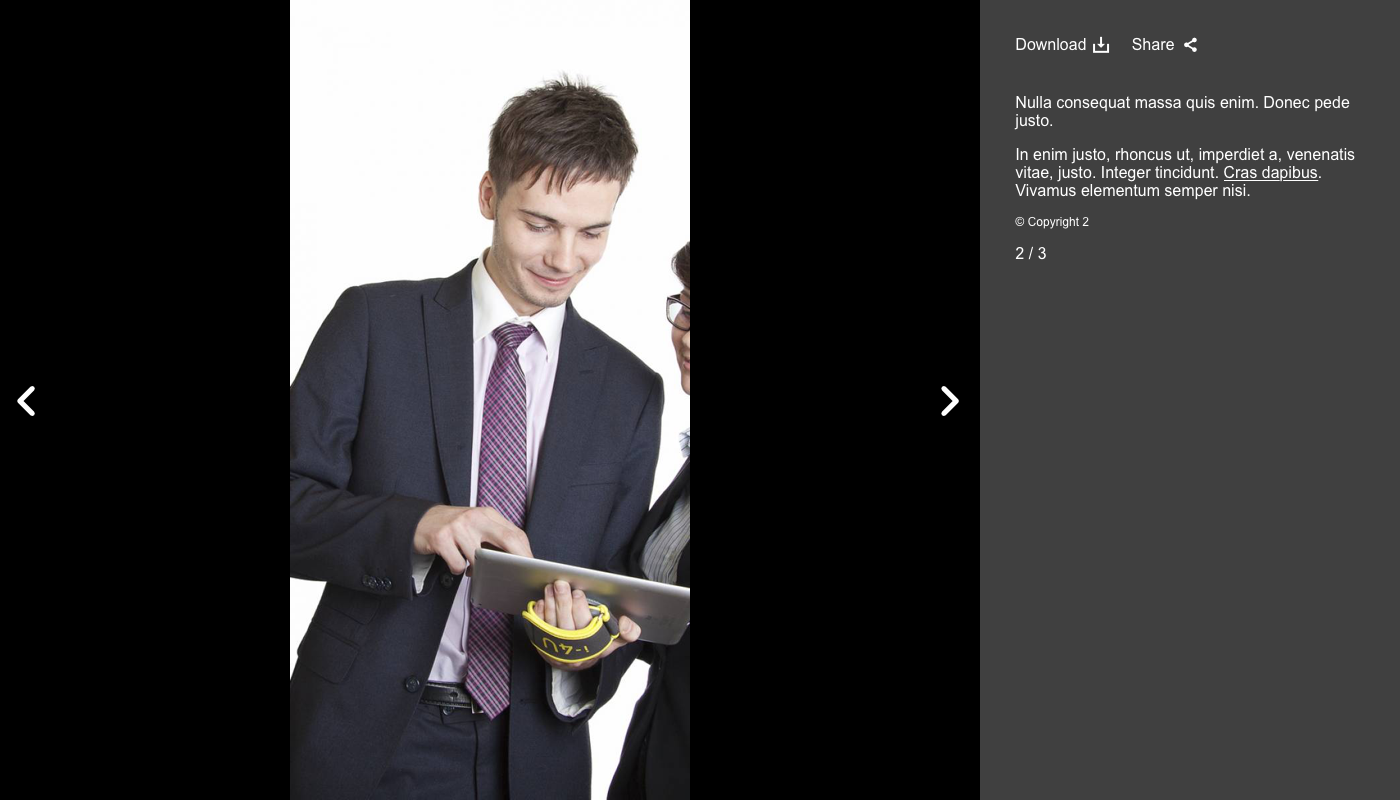 Download Share
Nulla consequat massa quis enim. Donec pede
justo.
In enim justo, rhoncus ut, imperdiet a, venenatis
vitae, justo. Integer tincidunt. Cras dapibus.
Vivamus elementum semper nisi.
© Copyright 2
2 / 3
i-4U